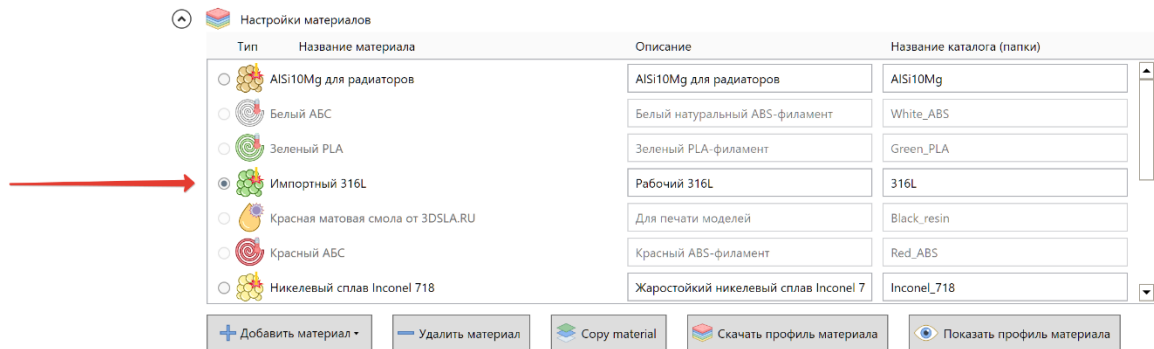 Настройки материалов
Тип Название материала Описание Название каталога (папки)
AlSi10Mg для радиаторов AlSi10Mg для радиаторов AlSi10Mg
Белый АБС Белый натуральный ABS-филамент White_ABS
Зеленый PLA Зеленый PLA-филамент Green_PLA
Импортный 316L Рабочий 316L 316L
Красная матовая смола от 3DSLA.RU Для печати моделей Black_resin
Красный АБС Красный ABS-филамент Red_ABS
Никелевый сплав Inconel 718 Жаростойкий никелевый сплав Inconel 7 Inconel_718
Добавить материал Удалить материал Copy material Скачать профиль материала Показать профиль материала